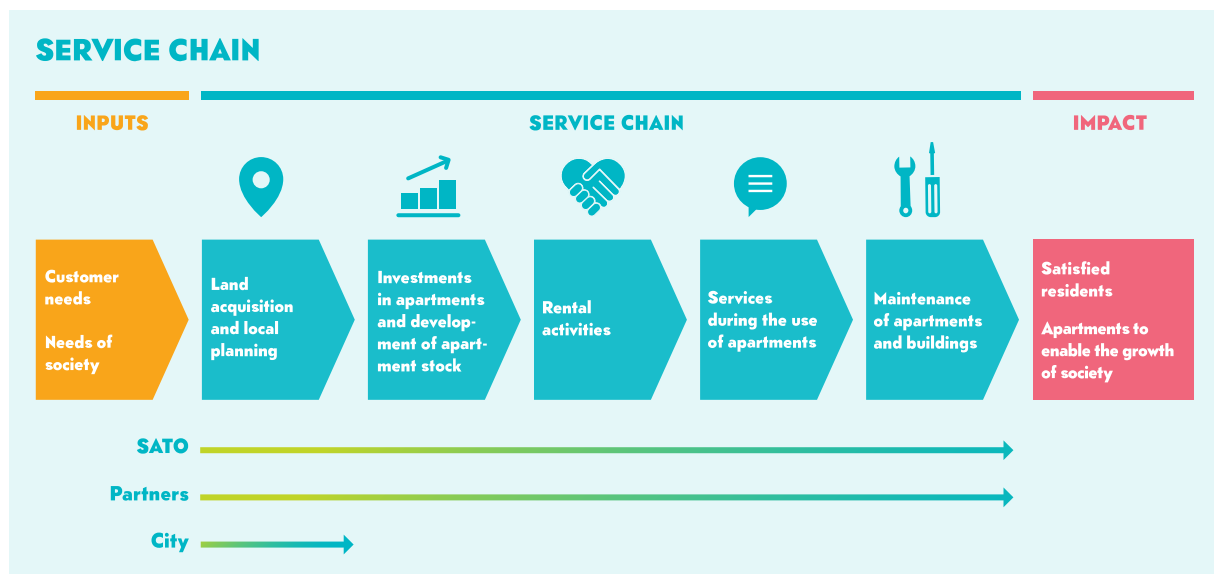 SERVICE CHAIN
INPUTS
SERVICE CHAIN
IMPACT
Customer
needs
Needs of
society
Land
acquisition
and local
planning
Investments
in apartments
and develop-
ment of apart-
ment stock
Rental
activities
Services
during the use
of apartments
Maintenance
of apartments
and buildings
Satisfied
residents
Apartments to
enable the growth
of society
SATO
Partners
City